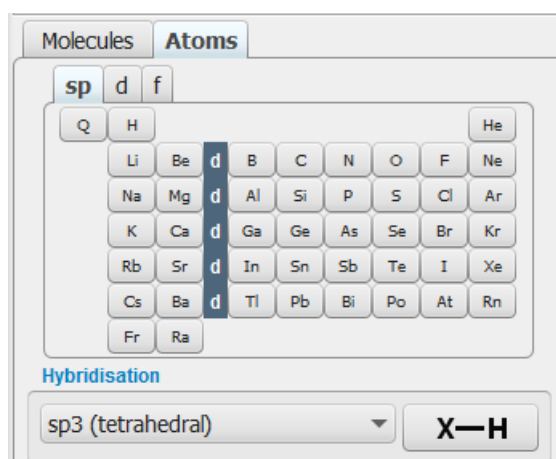 Molecules Atoms
sp d f
Q H He
Li Be d B C N O F Ne
Na Mg d Al Si P S Cl Ar
K Ca d Ga Ge As Se Br Kr
Rb Sr d In Sn Sb Te I Xe
Cs Ba d Tl Pb Bi Po At Rn
Fr Ra
Hybridisation
sp3 (tetrahedral) X—H